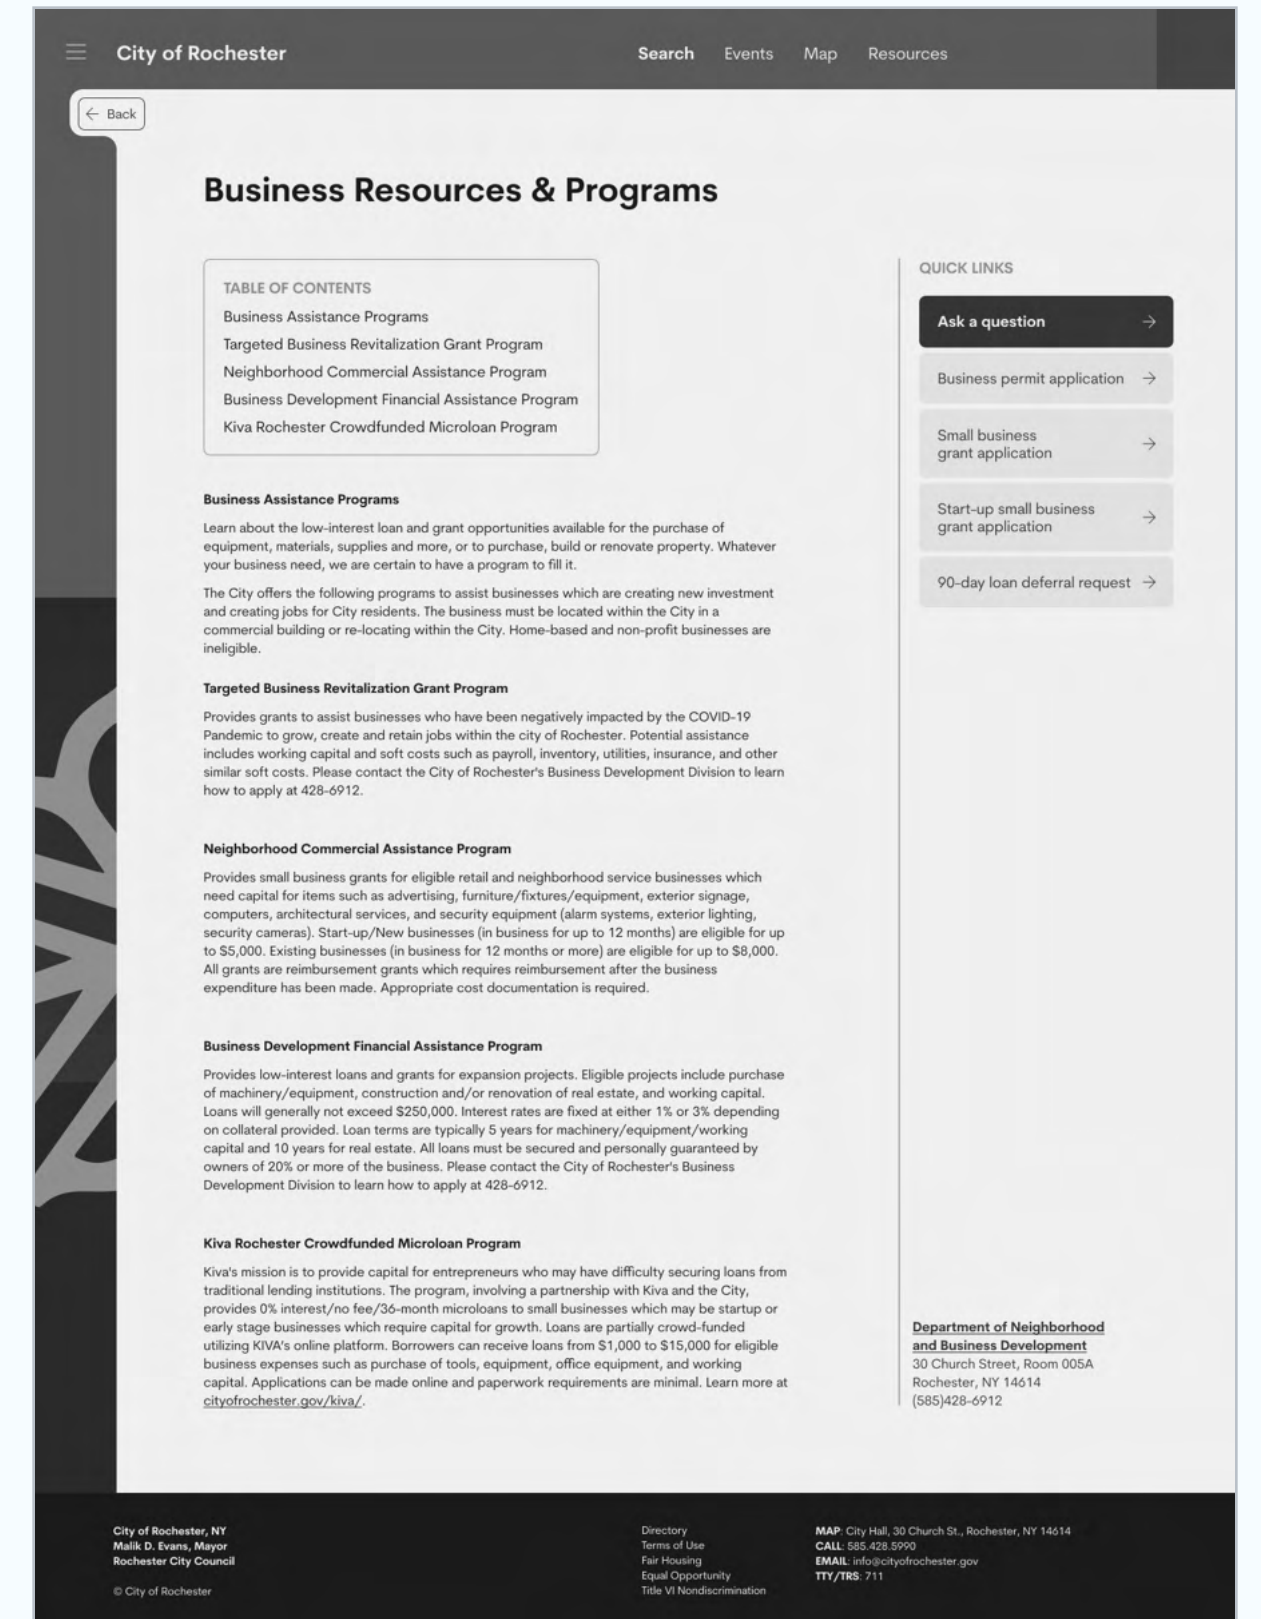 City of Rochester
Search Events Map Resources
← Back
Business Resources & Programs
TABLE OF CONTENTS
Business Assistance Programs
Targeted Business Revitalization Grant Program
Neighborhood Commercial Assistance Program
Business Development Financial Assistance Program
Kiva Rochester Crowdfunded Microloan Program
Business Assistance Programs
Learn about the low-interest loan and grant opportunities available for the purchase of
equipment, materials, supplies and more, or to purchase, build or renovate property. Whatever
your business need, we are certain to have a program to fill it.
The City offers the following programs to assist businesses which are creating new investment
and creating jobs for City residents. The business must be located within the City in a
commercial building or re-locating within the City. Home-based and non-profit businesses are
ineligible.
Targeted Business Revitalization Grant Program
Provides grants to assist businesses who have been negatively impacted by the COVID-19
Pandemic to grow, create and retain jobs within the city of Rochester. Potential assistance
includes working capital and soft costs such as payroll, inventory, utilities, insurance, and other
similar soft costs. Please contact the City of Rochester's Business Development Division to learn
how to apply at 428-6912.
Neighborhood Commercial Assistance Program
Provides small business grants for eligible retail and neighborhood service businesses which
need capital for items such as advertising, furniture/fixtures/equipment, exterior signage,
computers, architectural services, and security equipment (alarm systems, exterior lighting,
security cameras). Start-up/New businesses (in business for up to 12 months) are eligible for up
to $5,000. Existing businesses (in business for 12 months or more) are eligible for up to $8,000.
All grants are reimbursement grants which requires reimbursement after the business
expenditure has been made. Appropriate cost documentation is required.
Business Development Financial Assistance Program
Provides low-interest loans and grants for expansion projects. Eligible projects include purchase
of machinery/equipment, construction and/or renovation of real estate, and working capital.
Loans will generally not exceed $250,000. Interest rates are fixed at either 1% or 3% depending
on collateral provided. Loan terms are typically 5 years for machinery/equipment/working
capital and 10 years for real estate. All loans must be secured and personally guaranteed by
owners of 20% or more of the business. Please contact the City of Rochester's Business
Development Division to learn how to apply at 428-6912.
Kiva Rochester Crowdfunded Microloan Program
Kiva's mission is to provide capital for entrepreneurs who may have difficulty securing loans from
traditional lending institutions. The program, involving a partnership with Kiva and the City,
provides 0% interest/no fee/36-month microloans to small businesses which may be startup or
early stage businesses which require capital for growth. Loans are partially crowd-funded
utilizing KIVA's online platform. Borrowers can receive loans from $1,000 to $15,000 for eligible
business expenses such as purchase of tools, equipment, office equipment, and working
capital. Applications can be made online and paperwork requirements are minimal. Learn more at
cityofrochester.gov/kiva/.
QUICK LINKS
Ask a question →
Business permit application →
Small business
grant application →
Start-up small business
grant application →
90-day loan deferral request →
Department of Neighborhood
and Business Development
30 Church Street, Room 005A
Rochester, NY 14614
(585)428-6912
City of Rochester, NY
Malik D. Evans, Mayor
Rochester City Council
© City of Rochester
Directory
Terms of Use
Fair Housing
Equal Opportunity
Title VI Nondiscrimination
MAP: City Hall, 30 Church St., Rochester, NY 14614
CALL: 585.428.5990
EMAIL: info@cityofrochester.gov
TTY/TRS: 711